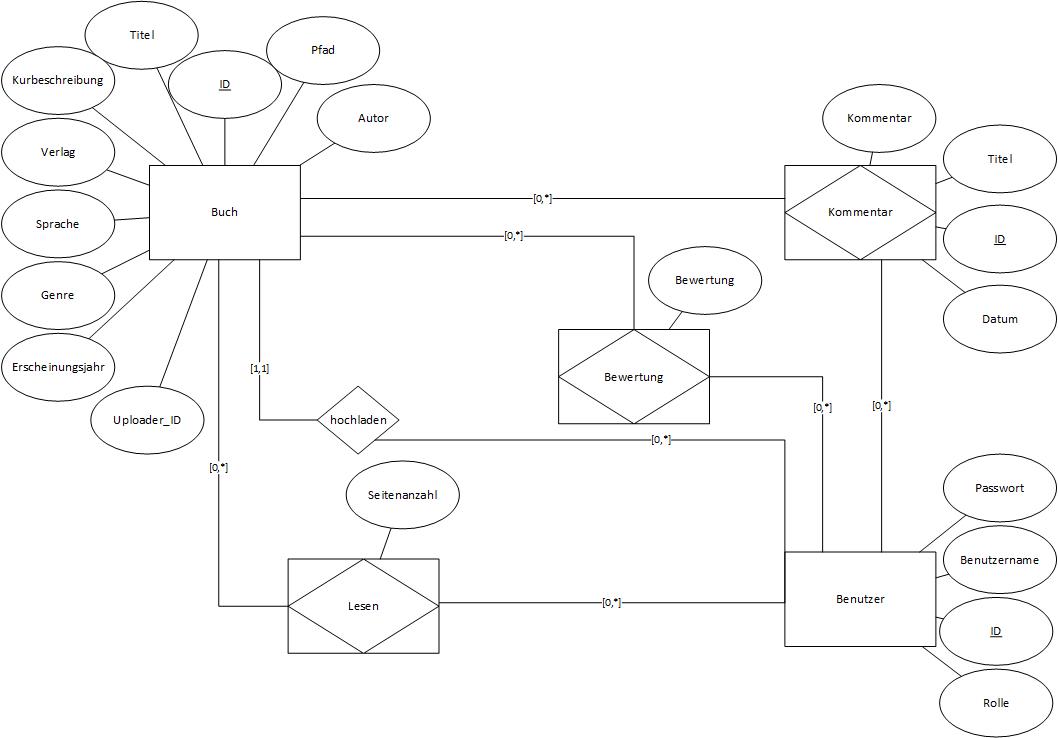 Titel
Pfad
Kurbeschreibung
ID
Autor
Kommentar
Verlag
Titel
Buch
[0,*]
Kommentar
Sprache
[0,*]
ID
Bewertung
Genre
Datum
Erscheinungsjahr
[1,1]
Bewertung
[0,*]
[0,*]
Uploader_ID
hochladen
[0,*]
[0,*]
Seitenanzahl
Passwort
Benutzername
Lesen
[0,*]
Benutzer
ID
Rolle